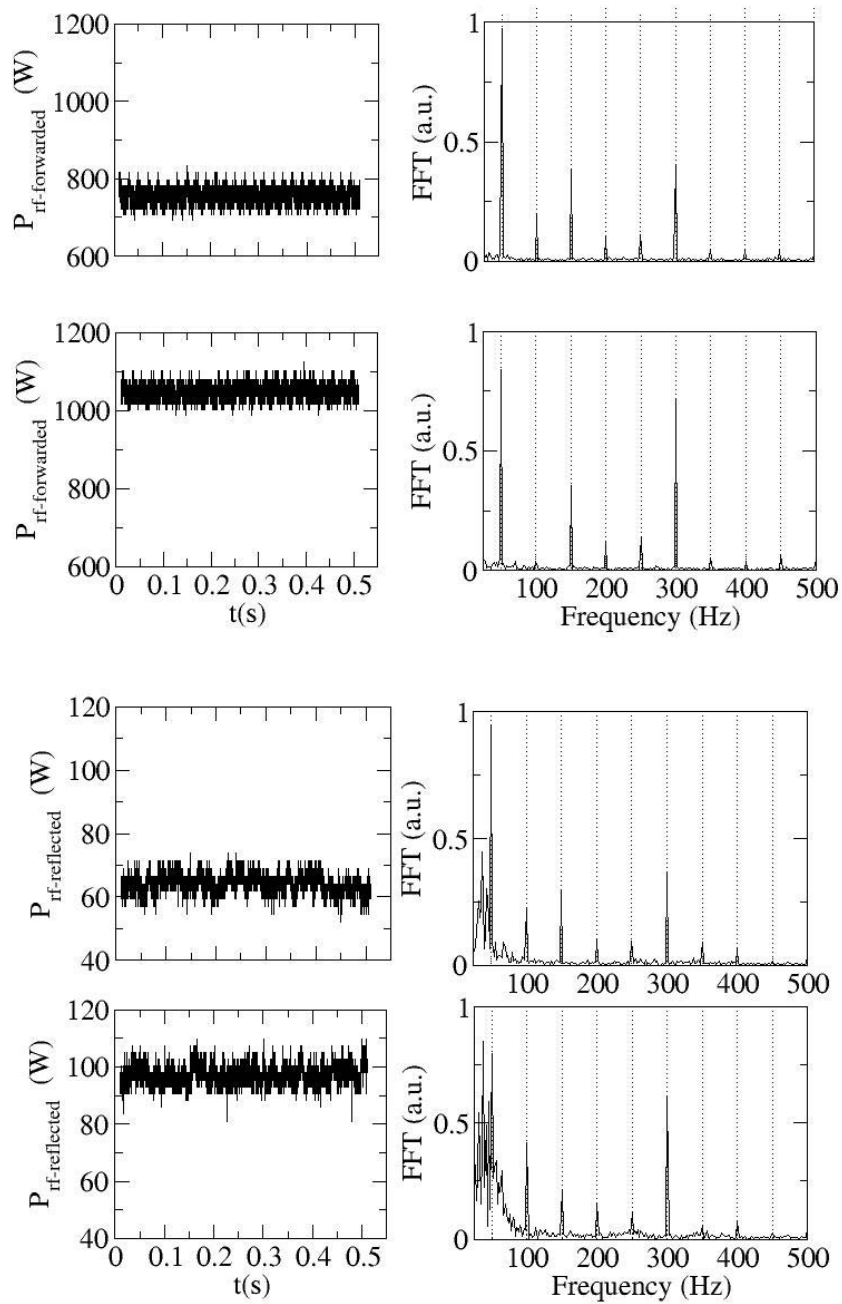 1200
1000
800
600
P_rf-forwarded (W)
1
0.5
0
FFT (a.u.)
1200
1000
800
600
P_rf-forwarded (W)
0 0.1 0.2 0.3 0.4 0.5
t(s)
1
0.5
0
FFT (a.u.)
100 200 300 400 500
Frequency (Hz)
120
100
80
60
40
P_rf-reflected (W)
1
0.5
0
FFT (a.u.)
100 200 300 400 500
120
100
80
60
40
P_rf-reflected (W)
0 0.1 0.2 0.3 0.4 0.5
t(s)
1
0.5
0
FFT (a.u.)
100 200 300 400 500
Frequency (Hz)